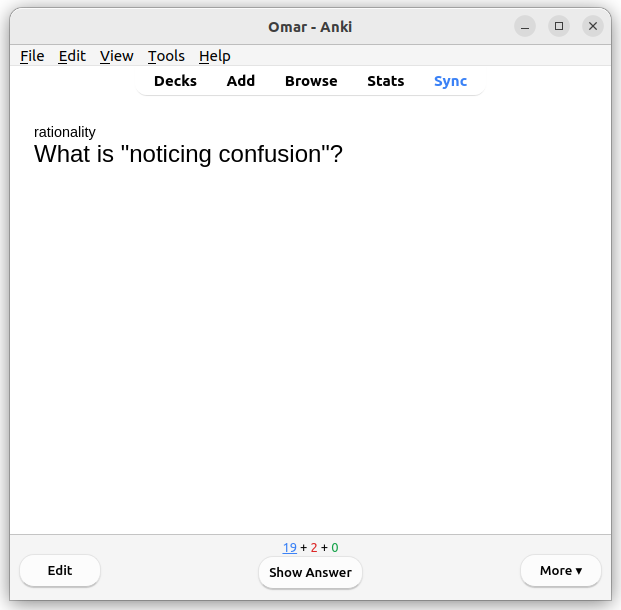 Omar - Anki
File Edit View Tools Help
Decks Add Browse Stats Sync
rationality
What is "noticing confusion"?
19 + 2 + 0
Edit Show Answer More ▾